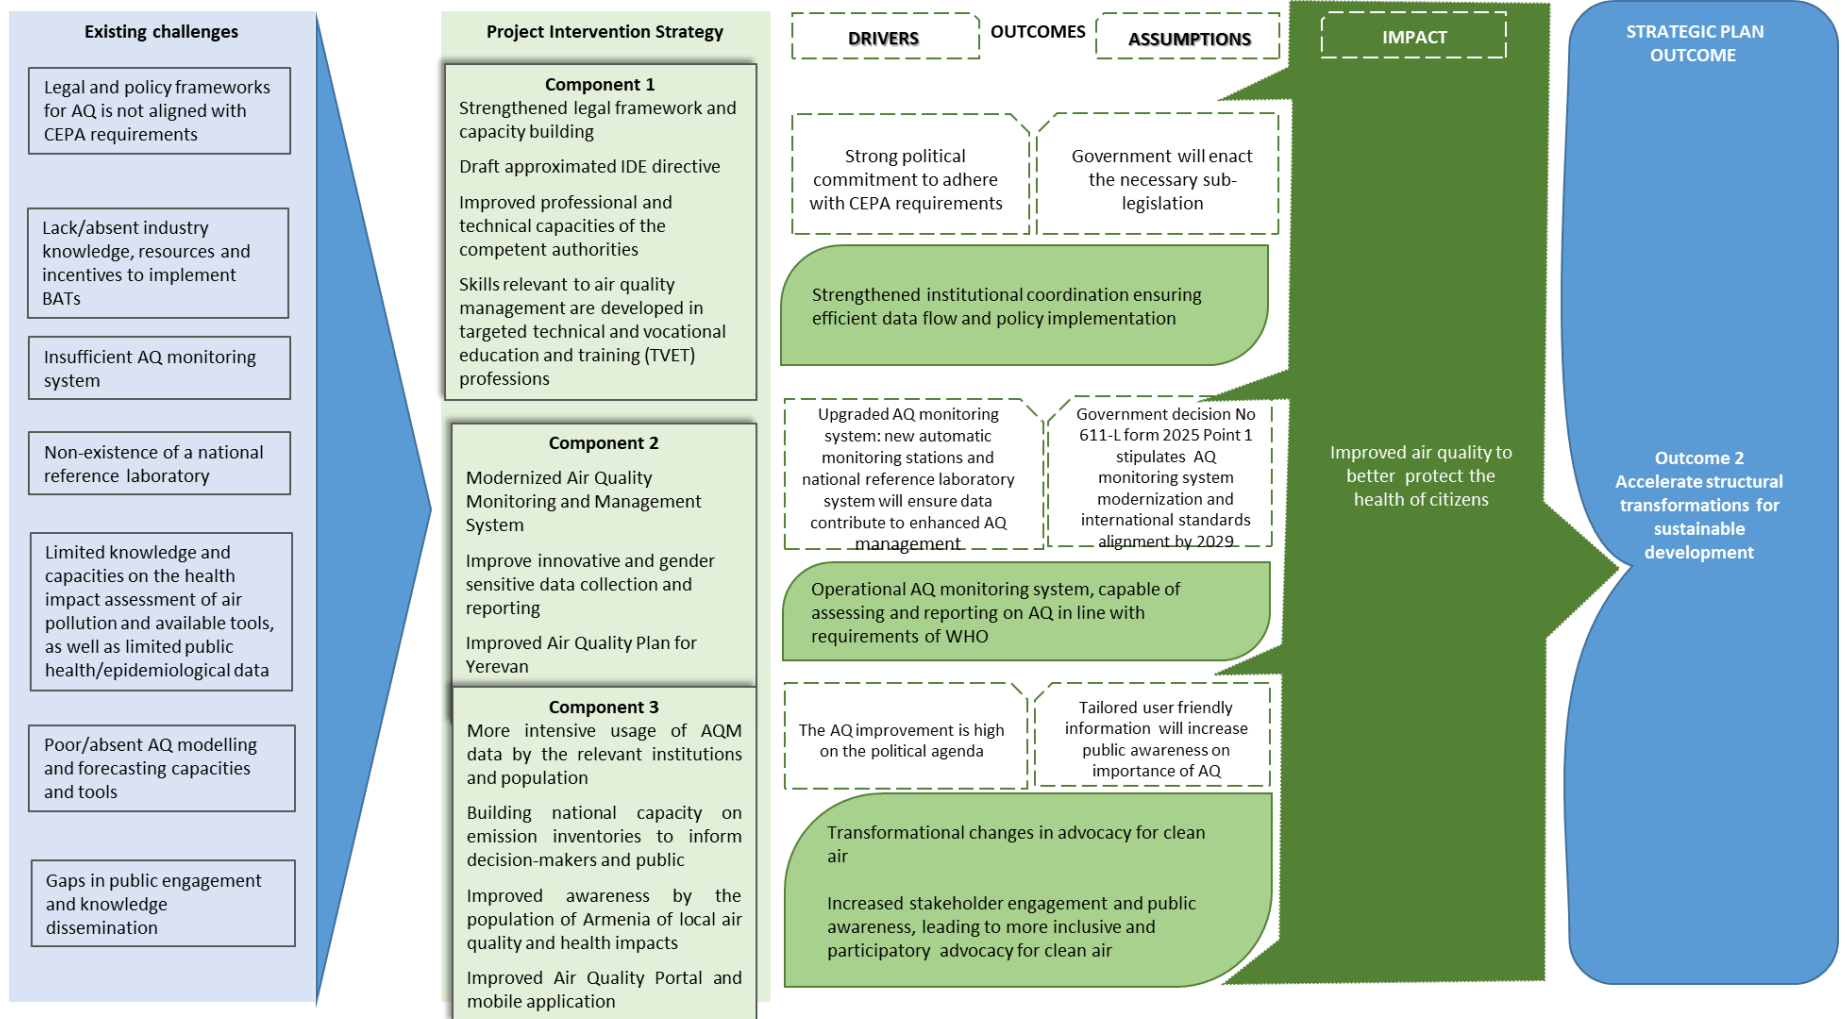 Existing challenges
Legal and policy frameworks
for AQ is not aligned with
CEPA requirements
Lack/absent industry
knowledge, resources and
incentives to implement
BATs
Insufficient AQ monitoring
system
Non-existence of a national
reference laboratory
Limited knowledge and
capacities on the health
impact assessment of air
pollution and available tools,
as well as limited public
health/epidemiological data
Poor/absent AQ modelling
and forecasting capacities
and tools
Gaps in public engagement
and knowledge
dissemination
Project Intervention Strategy
Component 1
Strengthened legal framework and
capacity building
Draft approximated IDE directive
Improved professional and
technical capacities of the
competent authorities
Skills relevant to air quality
management are developed in
targeted technical and vocational
education and training (TVET)
professions
Component 2
Modernized Air Quality
Monitoring and Management
System
Improve innovative and gender
sensitive data collection and
reporting
Improved Air Quality Plan for
Yerevan
Component 3
More intensive usage of AQM
data by the relevant institutions
and population
Building national capacity on
emission inventories to inform
decision-makers and public
Improved awareness by the
population of Armenia of local air
quality and health impacts
Improved Air Quality Portal and
mobile application
DRIVERS
OUTCOMES
ASSUMPTIONS
Strong political
commitment to adhere
with CEPA requirements
Government will enact
the necessary sub-
legislation
Strengthened institutional coordination ensuring
efficient data flow and policy implementation
Upgraded AQ monitoring
system: new automatic
monitoring stations and
national reference laboratory
system will ensure data
contribute to enhanced AQ
management
Government decision No
611-L form 2025 Point 1
stipulates AQ
monitoring system
modernization and
international standards
alignment by 2029
Operational AQ monitoring system, capable of
assessing and reporting on AQ in line with
requirements of WHO
The AQ improvement is high
on the political agenda
Tailored user friendly
information will increase
public awareness on
importance of AQ
Transformational changes in advocacy for clean
air
Increased stakeholder engagement and public
awareness, leading to more inclusive and
participatory advocacy for clean air
IMPACT
Improved air quality to
better protect the
health of citizens
STRATEGIC PLAN
OUTCOME
Outcome 2
Accelerate structural
transformations for
sustainable
development